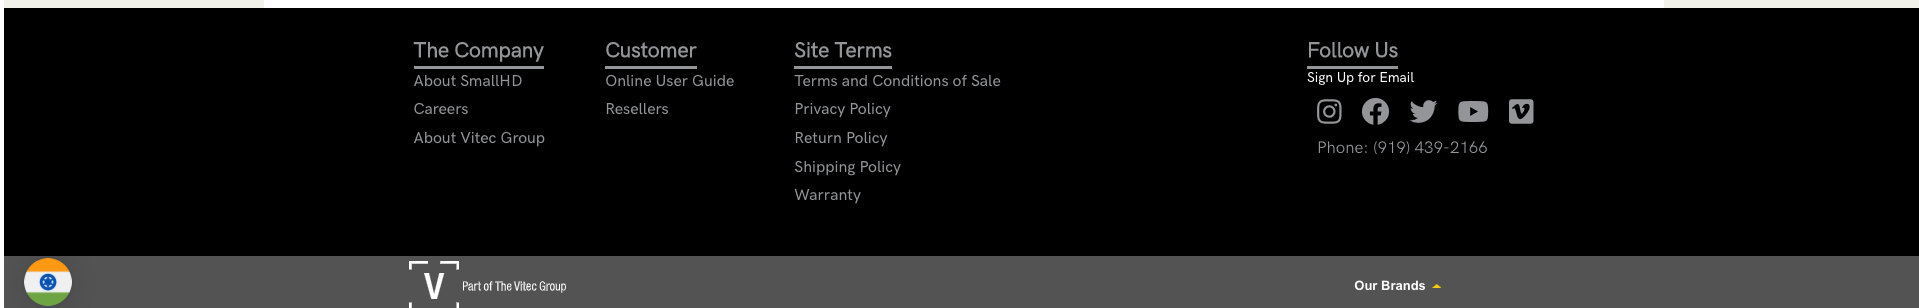 The Company
About SmallHD
Careers
About Vitec Group
Customer
Online User Guide
Resellers
Site Terms
Terms and Conditions of Sale
Privacy Policy
Return Policy
Shipping Policy
Warranty
Follow Us
Sign Up for Email
Phone: (919) 439-2166
V
Part of The Vitec Group
Our Brands